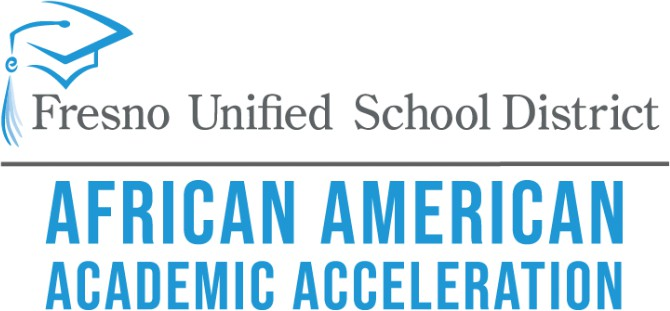 Fresno Unified School District
AFRICAN AMERICAN
ACADEMIC ACCELERATION